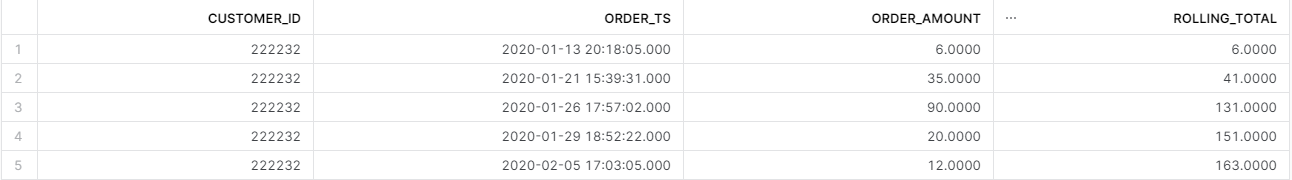 CUSTOMER_ID ORDER_TS ORDER_AMOUNT ... ROLLING_TOTAL
1 222232 2020-01-13 20:18:05.000 6.0000 6.0000
2 222232 2020-01-21 15:39:31.000 35.0000 41.0000
3 222232 2020-01-26 17:57:02.000 90.0000 131.0000
4 222232 2020-01-29 18:52:22.000 20.0000 151.0000
5 222232 2020-02-05 17:03:05.000 12.0000 163.0000